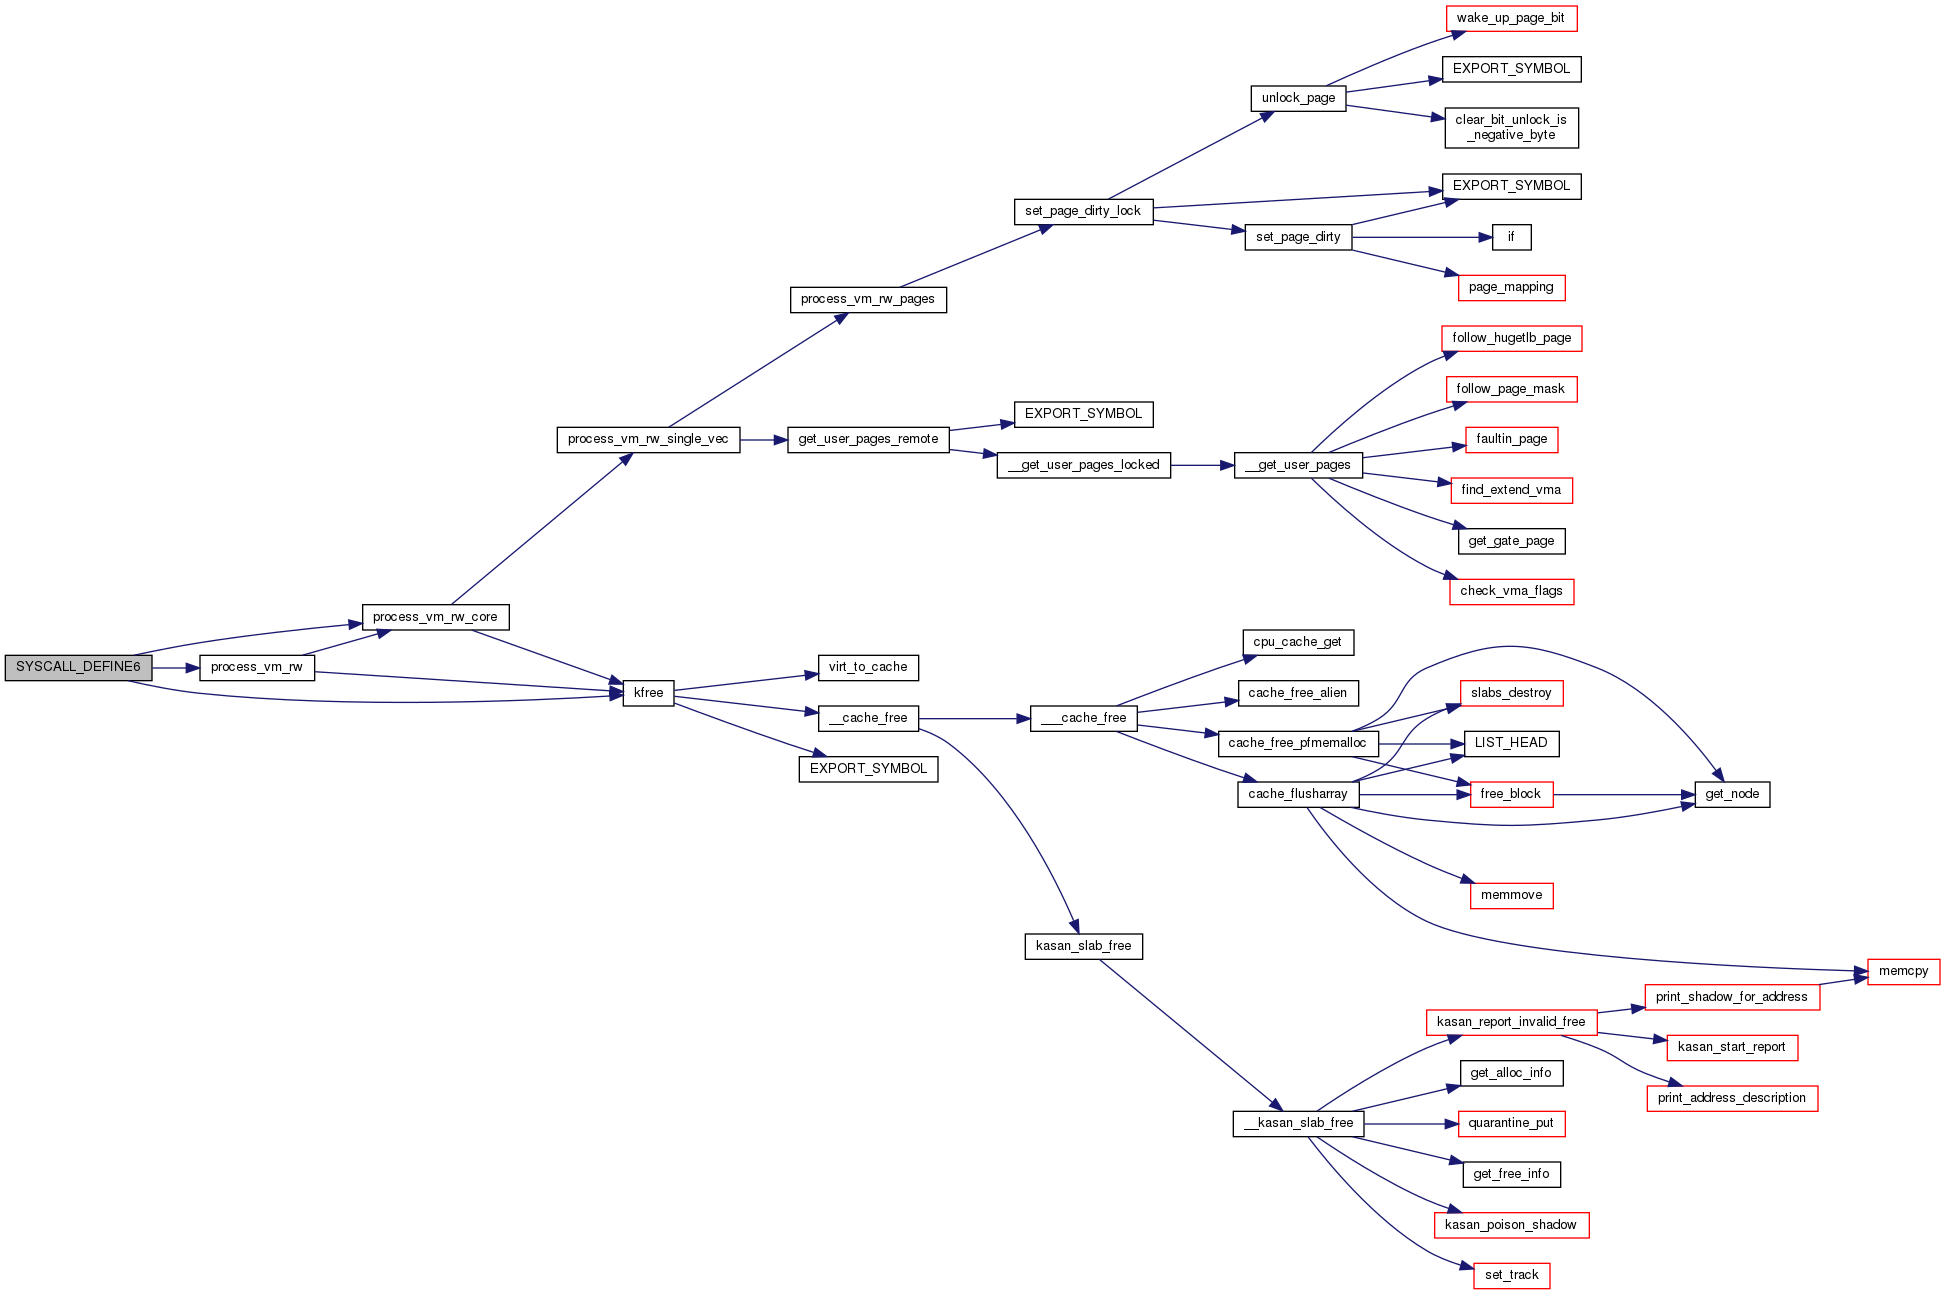 wake_up_page_bit
EXPORT_SYMBOL
unlock_page
clear_bit_unlock_is
_negative_byte
EXPORT_SYMBOL
set_page_dirty_lock
set_page_dirty
if
page_mapping
process_vm_rw_pages
follow_hugetlb_page
follow_page_mask
EXPORT_SYMBOL
process_vm_rw_single_vec
get_user_pages_remote
faultin_page
__get_user_pages_locked
__get_user_pages
find_extend_vma
get_gate_page
check_vma_flags
process_vm_rw_core
cpu_cache_get
SYSCALL_DEFINE6
process_vm_rw
virt_to_cache
kfree
cache_free_alien
slabs_destroy
__cache_free
___cache_free
cache_free_pfmemalloc
LIST_HEAD
EXPORT_SYMBOL
cache_flusharray
free_block
get_node
memmove
kasan_slab_free
memcpy
print_shadow_for_address
kasan_report_invalid_free
kasan_start_report
get_alloc_info
print_address_description
__kasan_slab_free
quarantine_put
get_free_info
kasan_poison_shadow
set_track